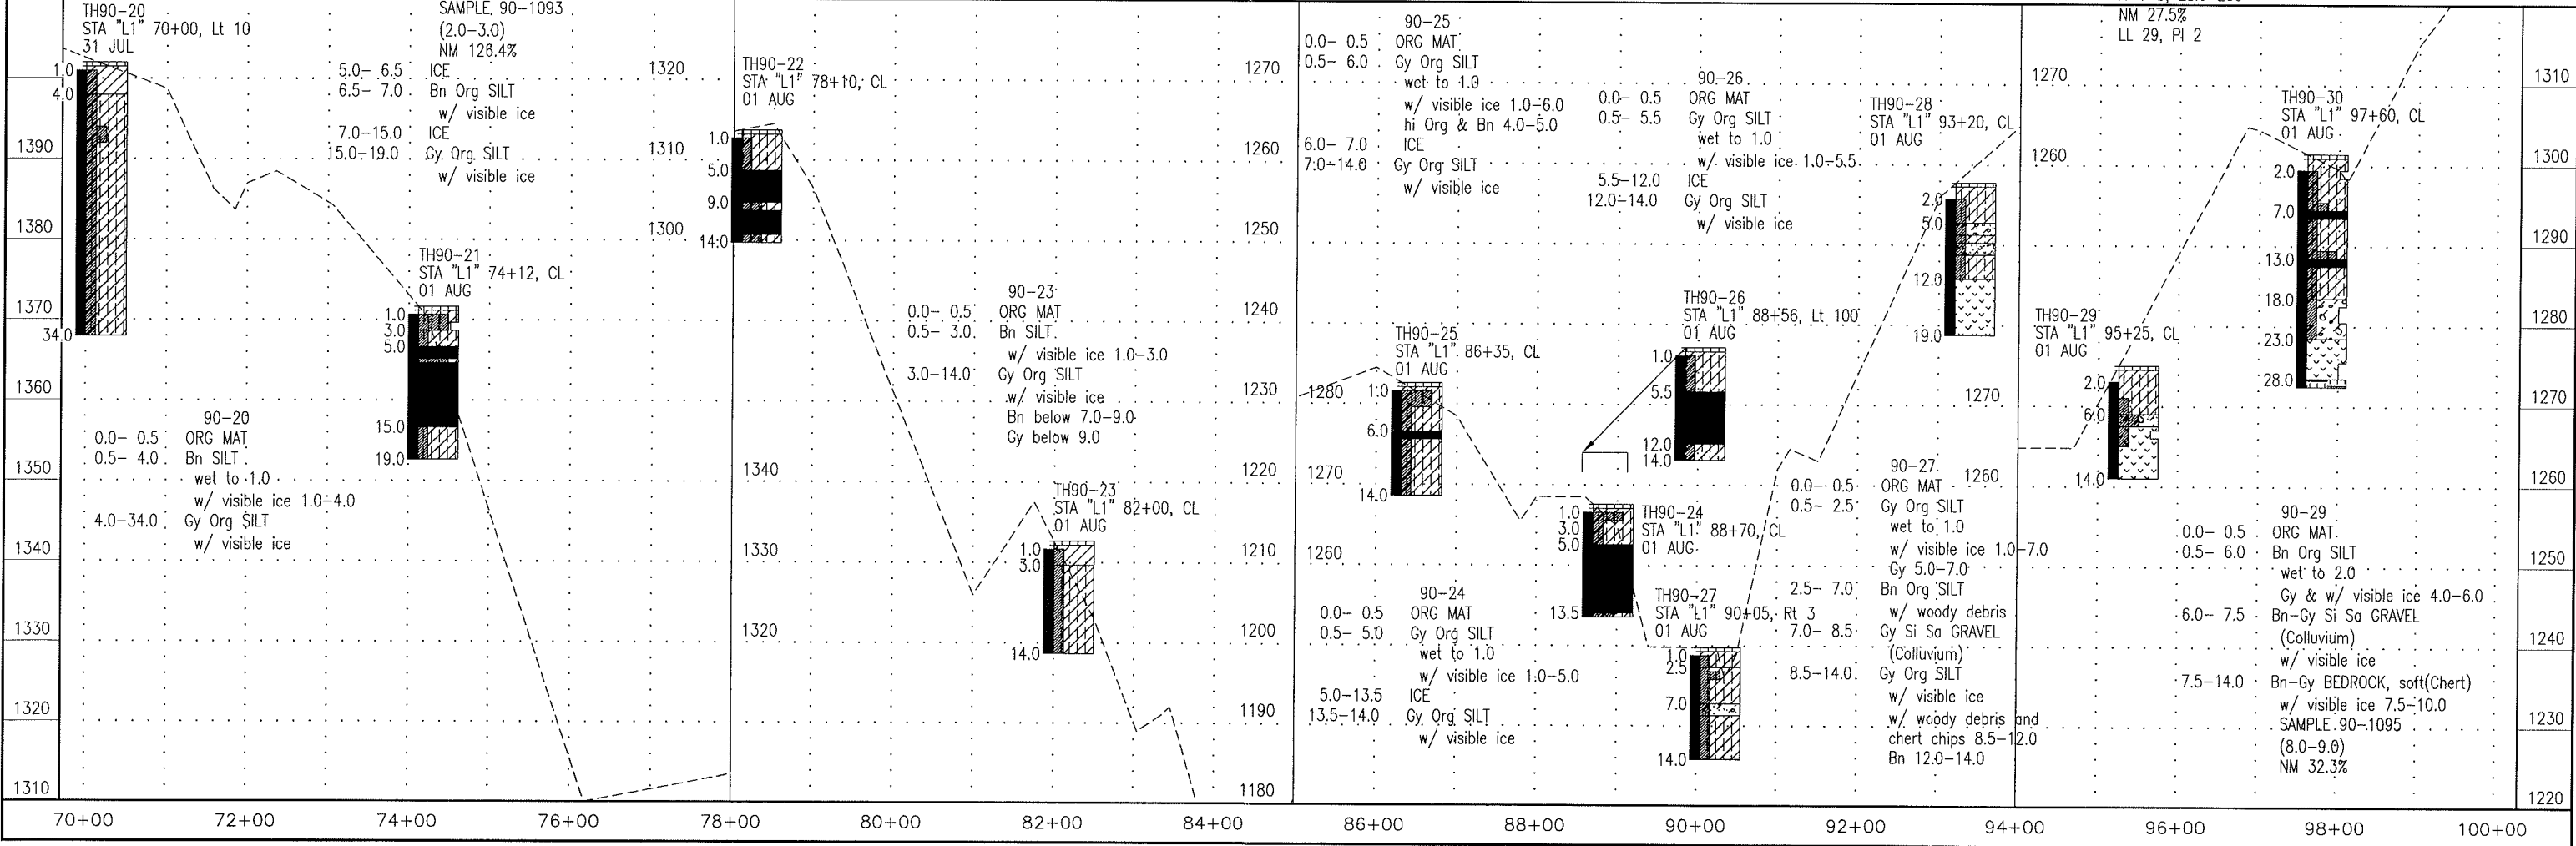 TH90-20
STA "L1" 70+00, Lt 10
31 JUL
1.0
4.0
34.0
SAMPLE 90-1093
(2.0-3.0)
NM 126.4%
5.0- 6.5 ICE
6.5- 7.0 Bn Org SILT
w/ visible ice
7.0-15.0 ICE
15.0-19.0 Gy Org SILT
w/ visible ice
1390
1380
1370
1360
1350
1340
1330
1320
1310
TH90-21
STA "L1" 74+12, CL
01 AUG
1.0
3.0
5.0
15.0
19.0
90-20
0.0- 0.5 ORG MAT
0.5- 4.0 Bn SILT
wet to 1.0
w/ visible ice 1.0-4.0
4.0-34.0 Gy Org SILT
w/ visible ice
1320
1310
1300
TH90-22
STA "L1" 78+10, CL
01 AUG
1.0
5.0
9.0
14.0
1340
1330
1320
90-23
0.0- 0.5 ORG MAT
0.5- 3.0 Bn SILT
w/ visible ice 1.0-3.0
3.0-14.0 Gy Org SILT
w/ visible ice
Bn below 7.0-9.0
Gy below 9.0
TH90-23
STA "L1" 82+00, CL
01 AUG
1.0
3.0
14.0
1270
1260
1250
1240
1230
1220
1210
1200
1190
1180
90-25
0.0- 0.5 ORG MAT
0.5- 6.0 Gy Org SILT
wet to 1.0
w/ visible ice 1.0-6.0
hi Org & Bn 4.0-5.0
6.0- 7.0 ICE
7.0-14.0 Gy Org SILT
w/ visible ice
90-26
0.0- 0.5 ORG MAT
0.5- 5.5 Gy Org SILT
wet to 1.0
w/ visible ice 1.0-5.5
5.5-12.0 ICE
12.0-14.0 Gy Org SILT
w/ visible ice
TH90-25
STA "L1" 86+35, CL
01 AUG
1.0
6.0
14.0
1280
1270
1260
TH90-26
STA "L1" 88+56, Lt 100
01 AUG
1.0
5.5
12.0
14.0
TH90-24
STA "L1" 88+70, CL
01 AUG
1.0
3.0
5.0
13.5
90-24
0.0- 0.5 ORG MAT
0.5- 5.0 Gy Org SILT
wet to 1.0
w/ visible ice 1.0-5.0
5.0-13.5 ICE
13.5-14.0 Gy Org SILT
w/ visible ice
TH90-27
STA "L1" 90+05, Rt 3
01 AUG
1.0
2.5
7.0
14.0
90-27
0.0- 0.5 ORG MAT
0.5- 2.5 Gy Org SILT
wet to 1.0
w/ visible ice 1.0-7.0
Gy 5.0-7.0
2.5- 7.0 Bn Org SILT
w/ woody debris
7.0- 8.5 Gy Si Sa GRAVEL
(Colluvium)
8.5-14.0 Gy Org SILT
w/ visible ice
w/ woody debris and
chert chips 8.5-12.0
Bn 12.0-14.0
TH90-28
STA "L1" 93+20, CL
01 AUG
2.0
5.0
12.0
19.0
1270
1260
1270
1260
NM 27.5%
LL 29, PI 2
TH90-29
STA "L1" 95+25, CL
01 AUG
2.0
6.0
14.0
TH90-30
STA "L1" 97+60, CL
01 AUG
2.0
7.0
13.0
18.0
23.0
28.0
90-29
0.0- 0.5 ORG MAT
0.5- 6.0 Bn Org SILT
wet to 2.0
Gy & w/ visible ice 4.0-6.0
6.0- 7.5 Bn-Gy Si Sa GRAVEL
(Colluvium)
w/ visible ice
7.5-14.0 Bn-Gy BEDROCK, soft(Chert)
w/ visible ice 7.5-10.0
SAMPLE 90-1095
(8.0-9.0)
NM 32.3%
1310
1300
1290
1280
1270
1260
1250
1240
1230
1220
70+00 72+00 74+00 76+00 78+00 80+00 82+00 84+00 86+00 88+00 90+00 92+00 94+00 96+00 98+00 100+00